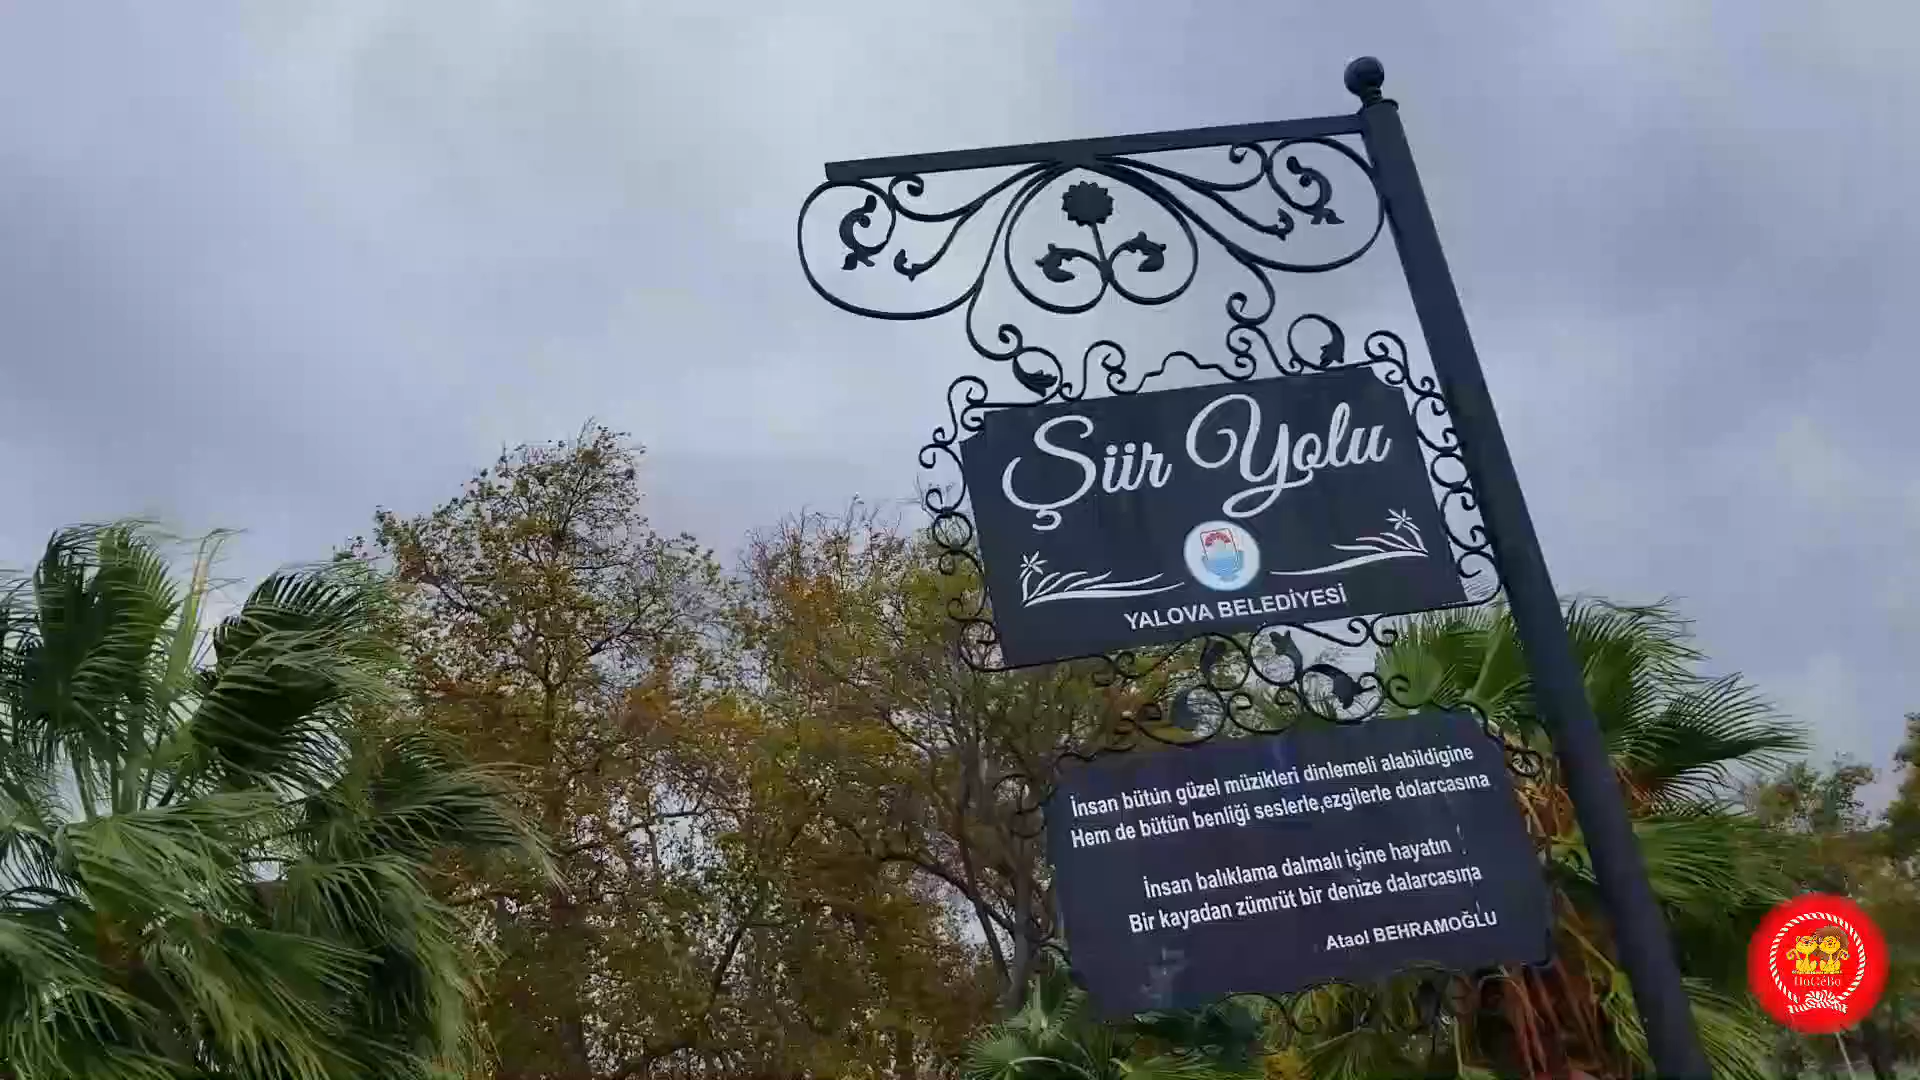 Şiir Yolu
YALOVA BELEDİYESİ
İnsan bütün güzel müzikleri dinlemeli alabildigine
Hem de bütün benliği seslerle,ezgilerle dolarcasına
İnsan balıklama dalmalı içine hayatın
Bir kayadan zümrüt bir denize dalarcasına
Ataol BEHRAMOĞLU